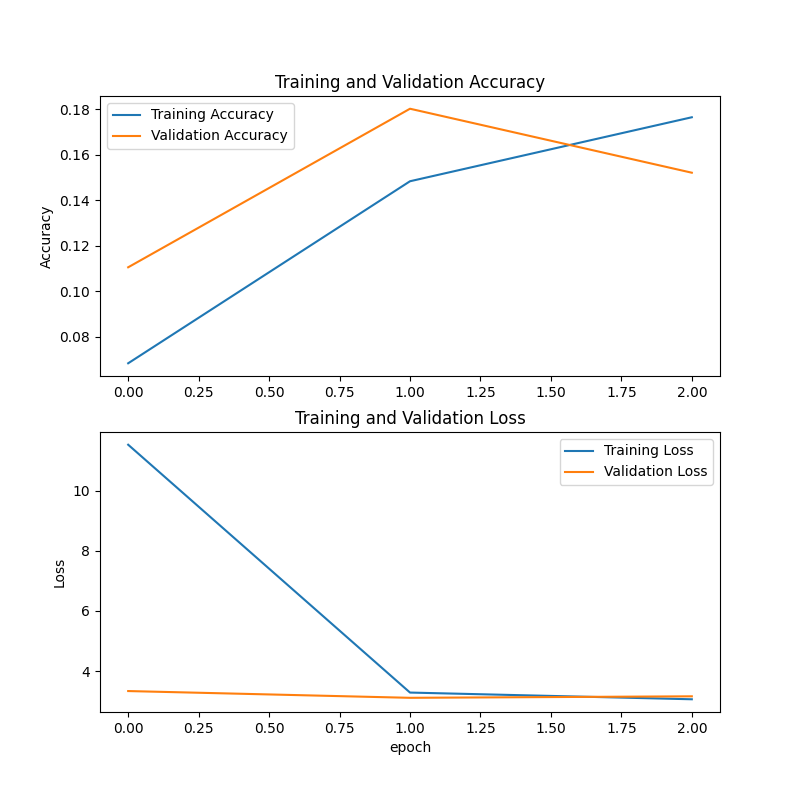 Training and Validation Accuracy
Training Accuracy
Validation Accuracy
Accuracy
0.18
0.16
0.14
0.12
0.10
0.08
0.00 0.25 0.50 0.75 1.00 1.25 1.50 1.75 2.00
Training and Validation Loss
Training Loss
Validation Loss
Loss
10
8
6
4
0.00 0.25 0.50 0.75 1.00 1.25 1.50 1.75 2.00
epoch